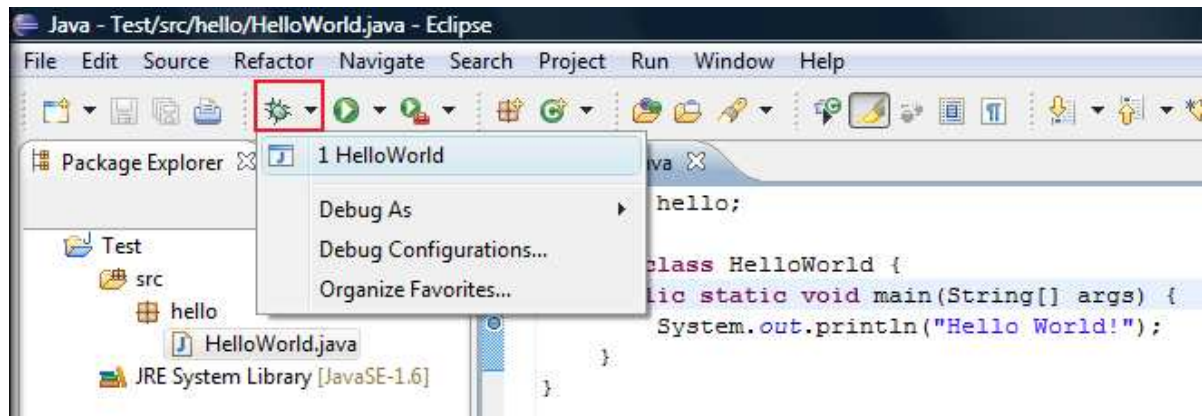 Java - Test/src/hello/HelloWorld.java - Eclipse
File Edit Source Refactor Navigate Search Project Run Window Help
Package Explorer
va
1 HelloWorld
hello;
Debug As
Test
Debug Configurations...
class HelloWorld {
src
Organize Favorites...
lic static void main(String[] args) {
hello
System.out.println("Hello World!");
HelloWorld.java
}
JRE System Library [JavaSE-1.6]
}